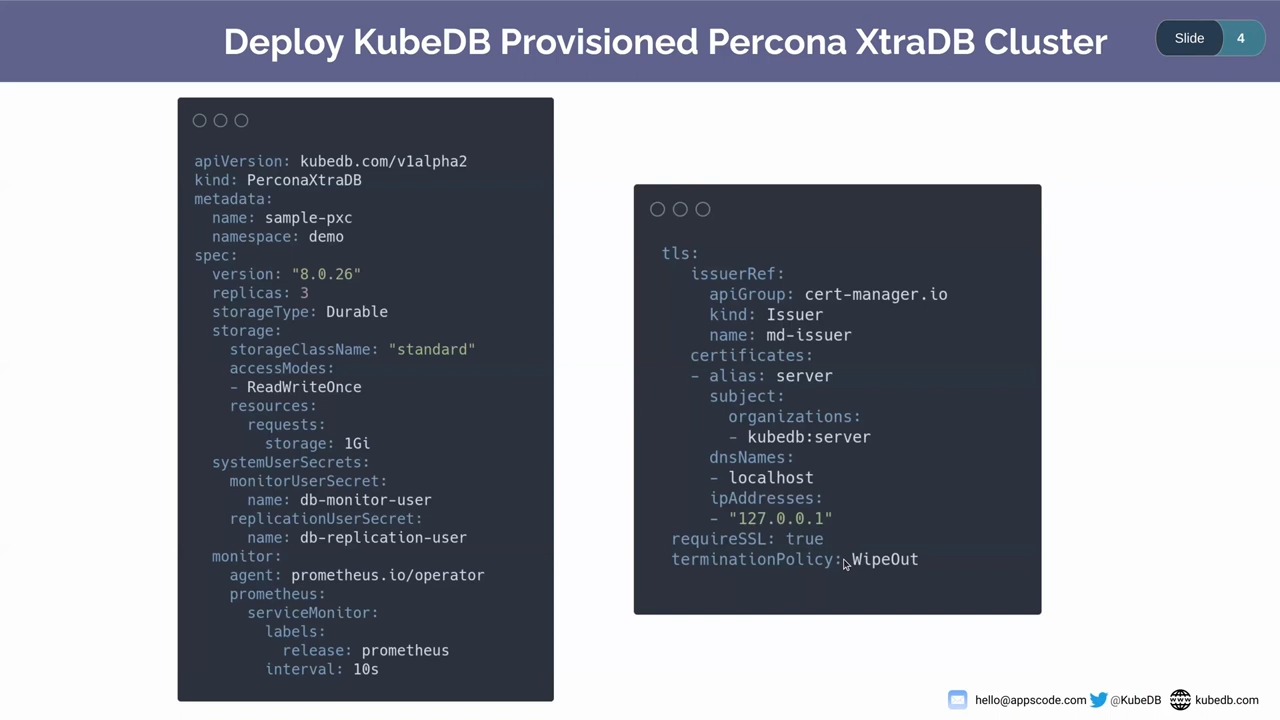 Deploy KubeDB Provisioned Percona XtraDB Cluster
Slide 4
apiVersion: kubedb.com/v1alpha2
kind: PerconaXtraDB
metadata:
  name: sample-pxc
  namespace: demo
spec:
  version: "8.0.26"
  replicas: 3
  storageType: Durable
  storage:
    storageClassName: "standard"
    accessModes:
    - ReadWriteOnce
    resources:
      requests:
        storage: 1Gi
  systemUserSecrets:
    monitorUserSecret:
      name: db-monitor-user
    replicationUserSecret:
      name: db-replication-user
  monitor:
    agent: prometheus.io/operator
    prometheus:
      serviceMonitor:
        labels:
          release: prometheus
        interval: 10s
tls:
   issuerRef:
     apiGroup: cert-manager.io
     kind: Issuer
     name: md-issuer
   certificates:
   - alias: server
     subject:
       organizations:
       - kubedb:server
     dnsNames:
     - localhost
     ipAddresses:
     - "127.0.0.1"
 requireSSL: true
 terminationPolicy: WipeOut
hello@appscode.com @KubeDB kubedb.com